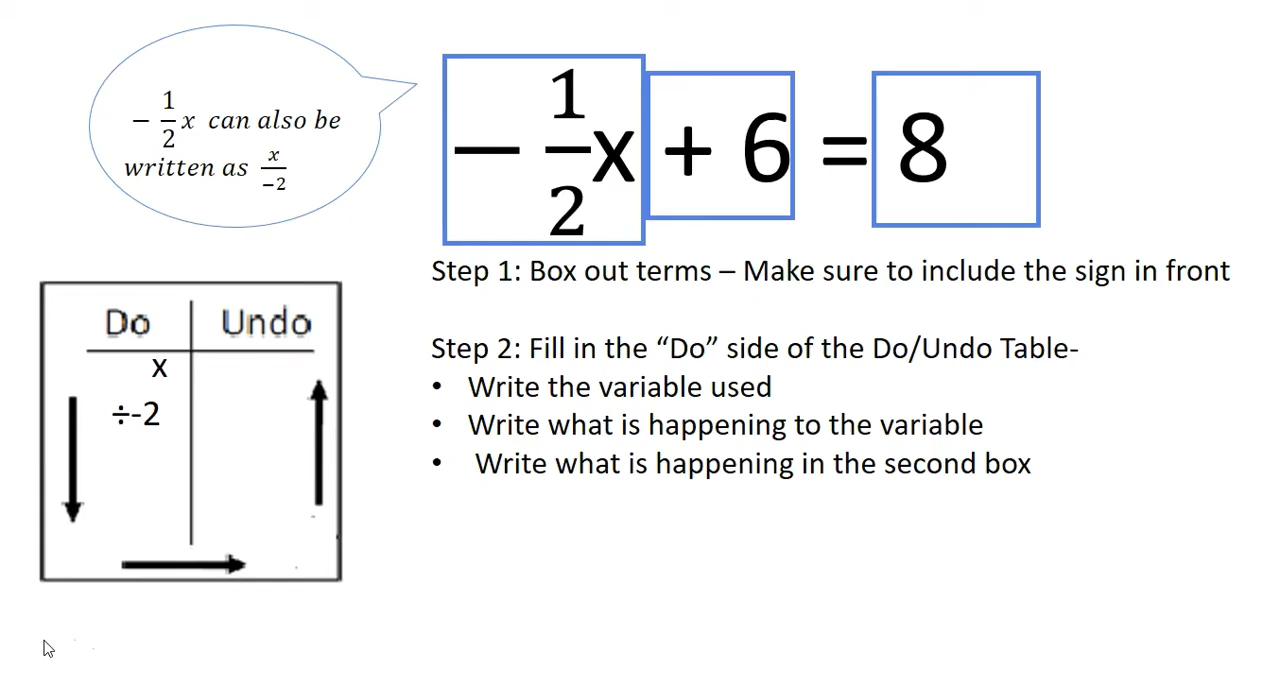 − 1/2 x can also be
written as x/−2
− 1/2 x + 6 = 8
Step 1: Box out terms – Make sure to include the sign in front
Do Undo
x
÷-2
Step 2: Fill in the “Do” side of the Do/Undo Table-
• Write the variable used
• Write what is happening to the variable
• Write what is happening in the second box